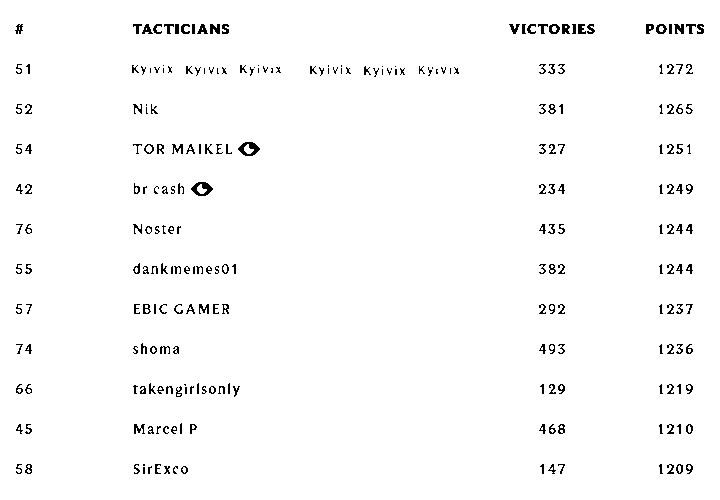 # TACTICIANS VICTORIES POINTS
51 Kyivix Kyivix Kyivix Kyivix Kyivix Kyivix 333 1272
52 Nik 381 1265
54 TOR MAIKEL 327 1251
42 br cash 234 1249
76 Noster 435 1244
55 dankmemes01 382 1244
57 EBIC GAMER 292 1237
74 shoma 493 1236
66 takengirlsonly 129 1219
45 Marcel P 468 1210
58 SirExco 147 1209